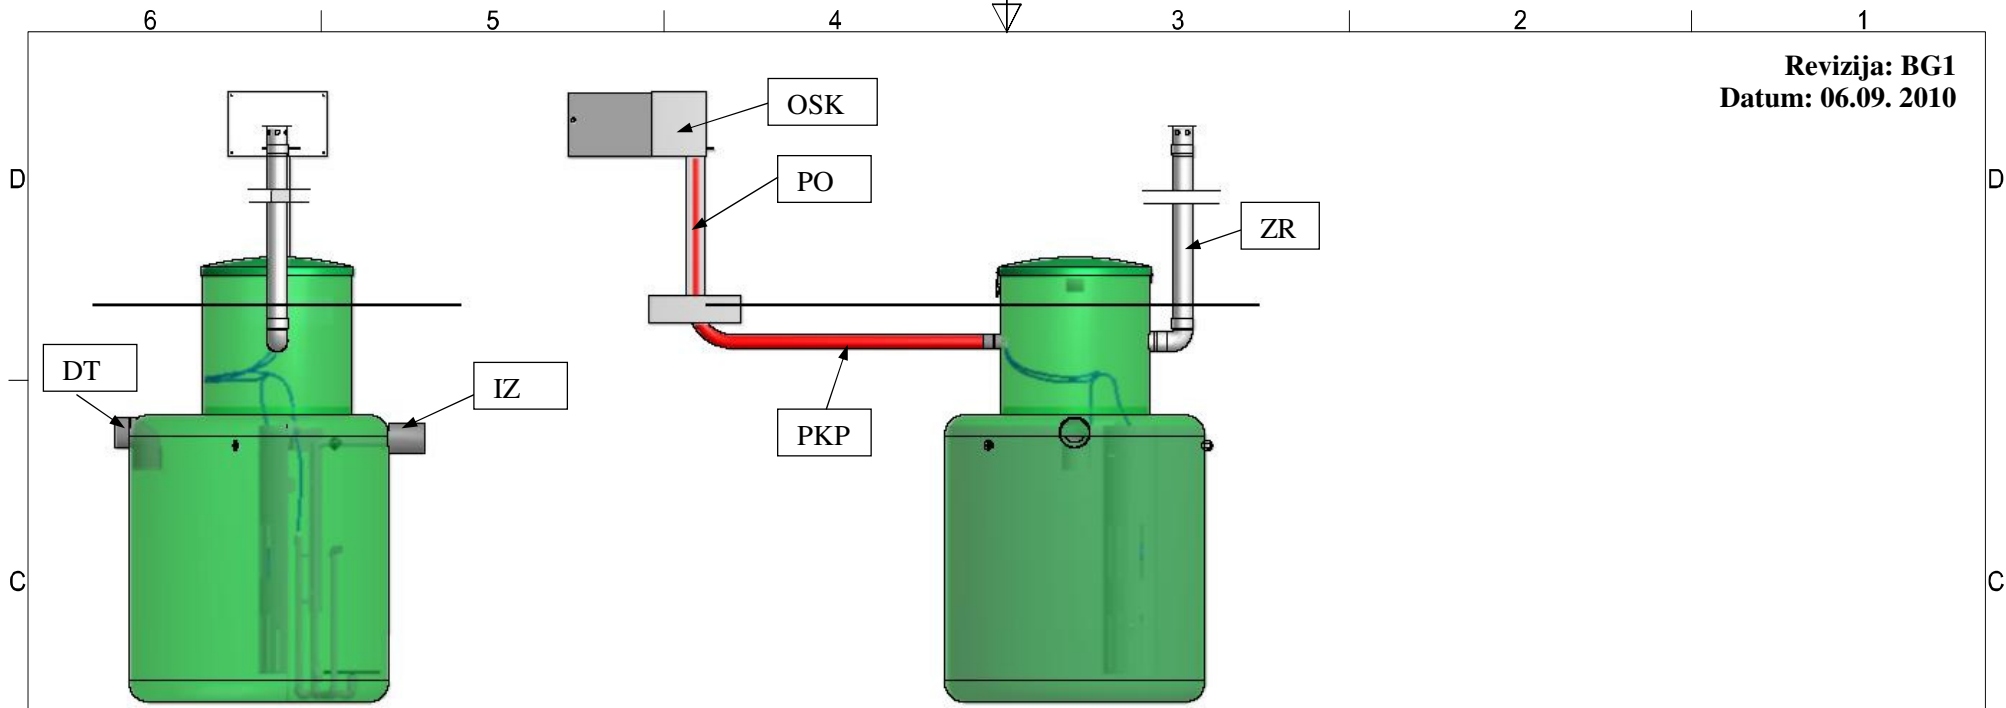 6 5 4 3 2 1
Revizija: BG1
Datum: 06.09. 2010
OSK
D PO D
ZR
DT IZ
PKP
C C